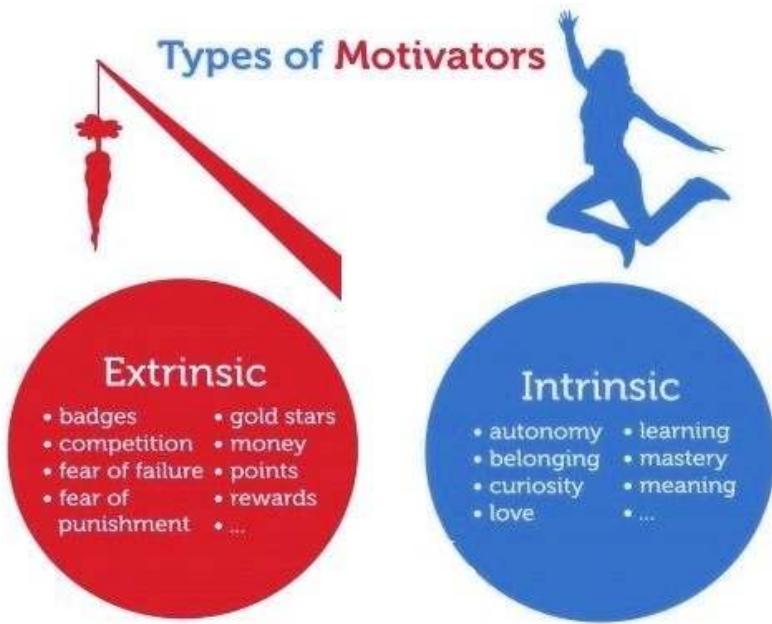 Types of Motivators
Extrinsic
• badges
• competition
• fear of failure
• fear of
punishment
• gold stars
• money
• points
• rewards
• ...
Intrinsic
• autonomy
• belonging
• curiosity
• love
• learning
• mastery
• meaning
• ...